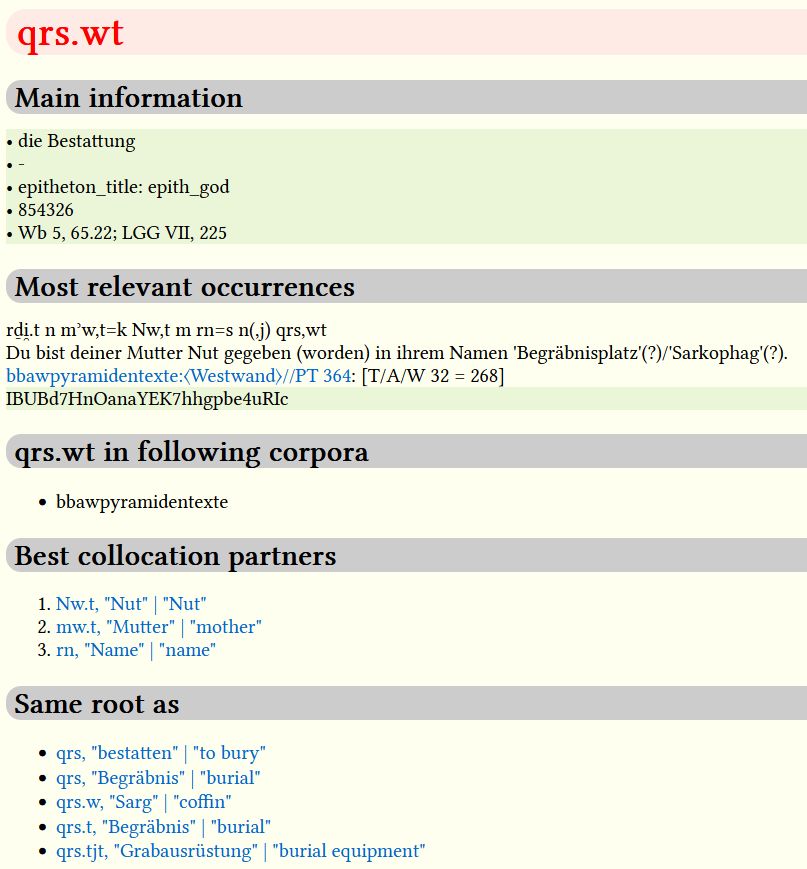 qrs.wt
Main information
• die Bestattung
• -
• epitheton_title: epith_god
• 854326
• Wb 5, 65.22; LGG VII, 225
Most relevant occurrences
rḏi̯.t n mʾw,t=k Nw,t m rn=s n(,j) qrs,wt
Du bist deiner Mutter Nut gegeben (worden) in ihrem Namen 'Begräbnisplatz'(?)/'Sarkophag'(?).
bbawpyramidentexte:〈Westwand〉//PT 364: [T/A/W 32 = 268]
IBUBd7HnOanaYEK7hhgpbe4uRIc
qrs.wt in following corpora
• bbawpyramidentexte
Best collocation partners
1. Nw.t, "Nut" | "Nut"
2. mw.t, "Mutter" | "mother"
3. rn, "Name" | "name"
Same root as
• qrs, "bestatten" | "to bury"
• qrs, "Begräbnis" | "burial"
• qrs.w, "Sarg" | "coffin"
• qrs.t, "Begräbnis" | "burial"
• qrs.tjt, "Grabausrüstung" | "burial equipment"